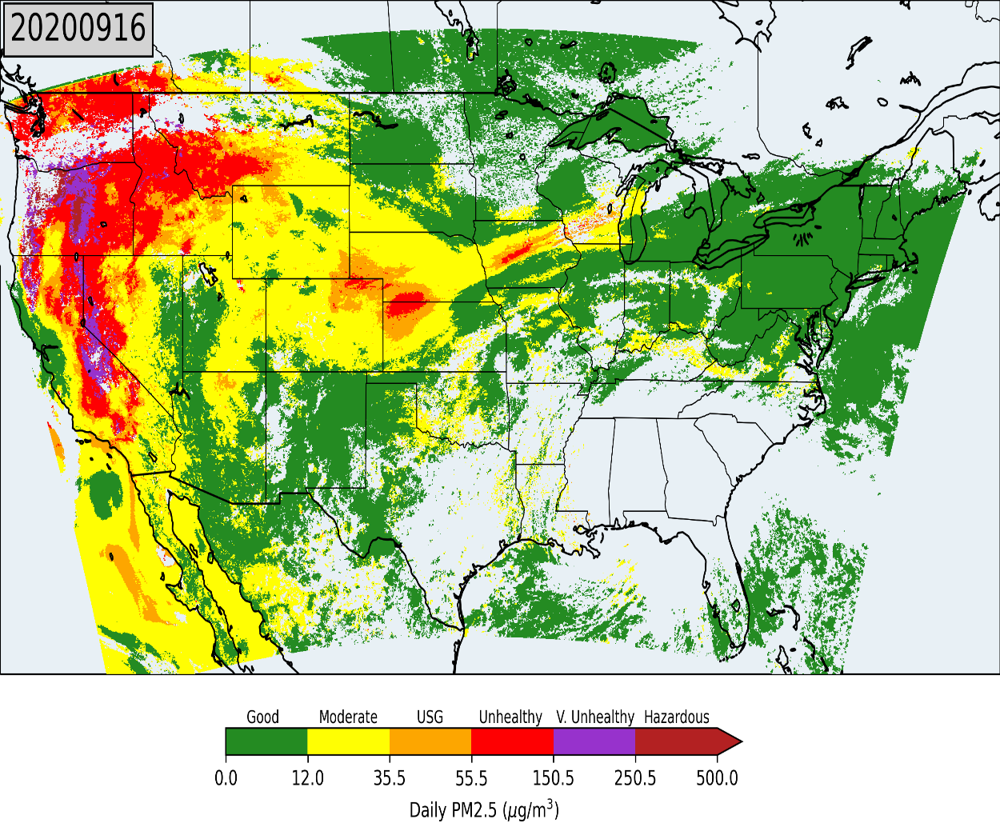 20200916
Good Moderate USG Unhealthy V. Unhealthy Hazardous
0.0 12.0 35.5 55.5 150.5 250.5 500.0
Daily PM2.5 (μg/m³)